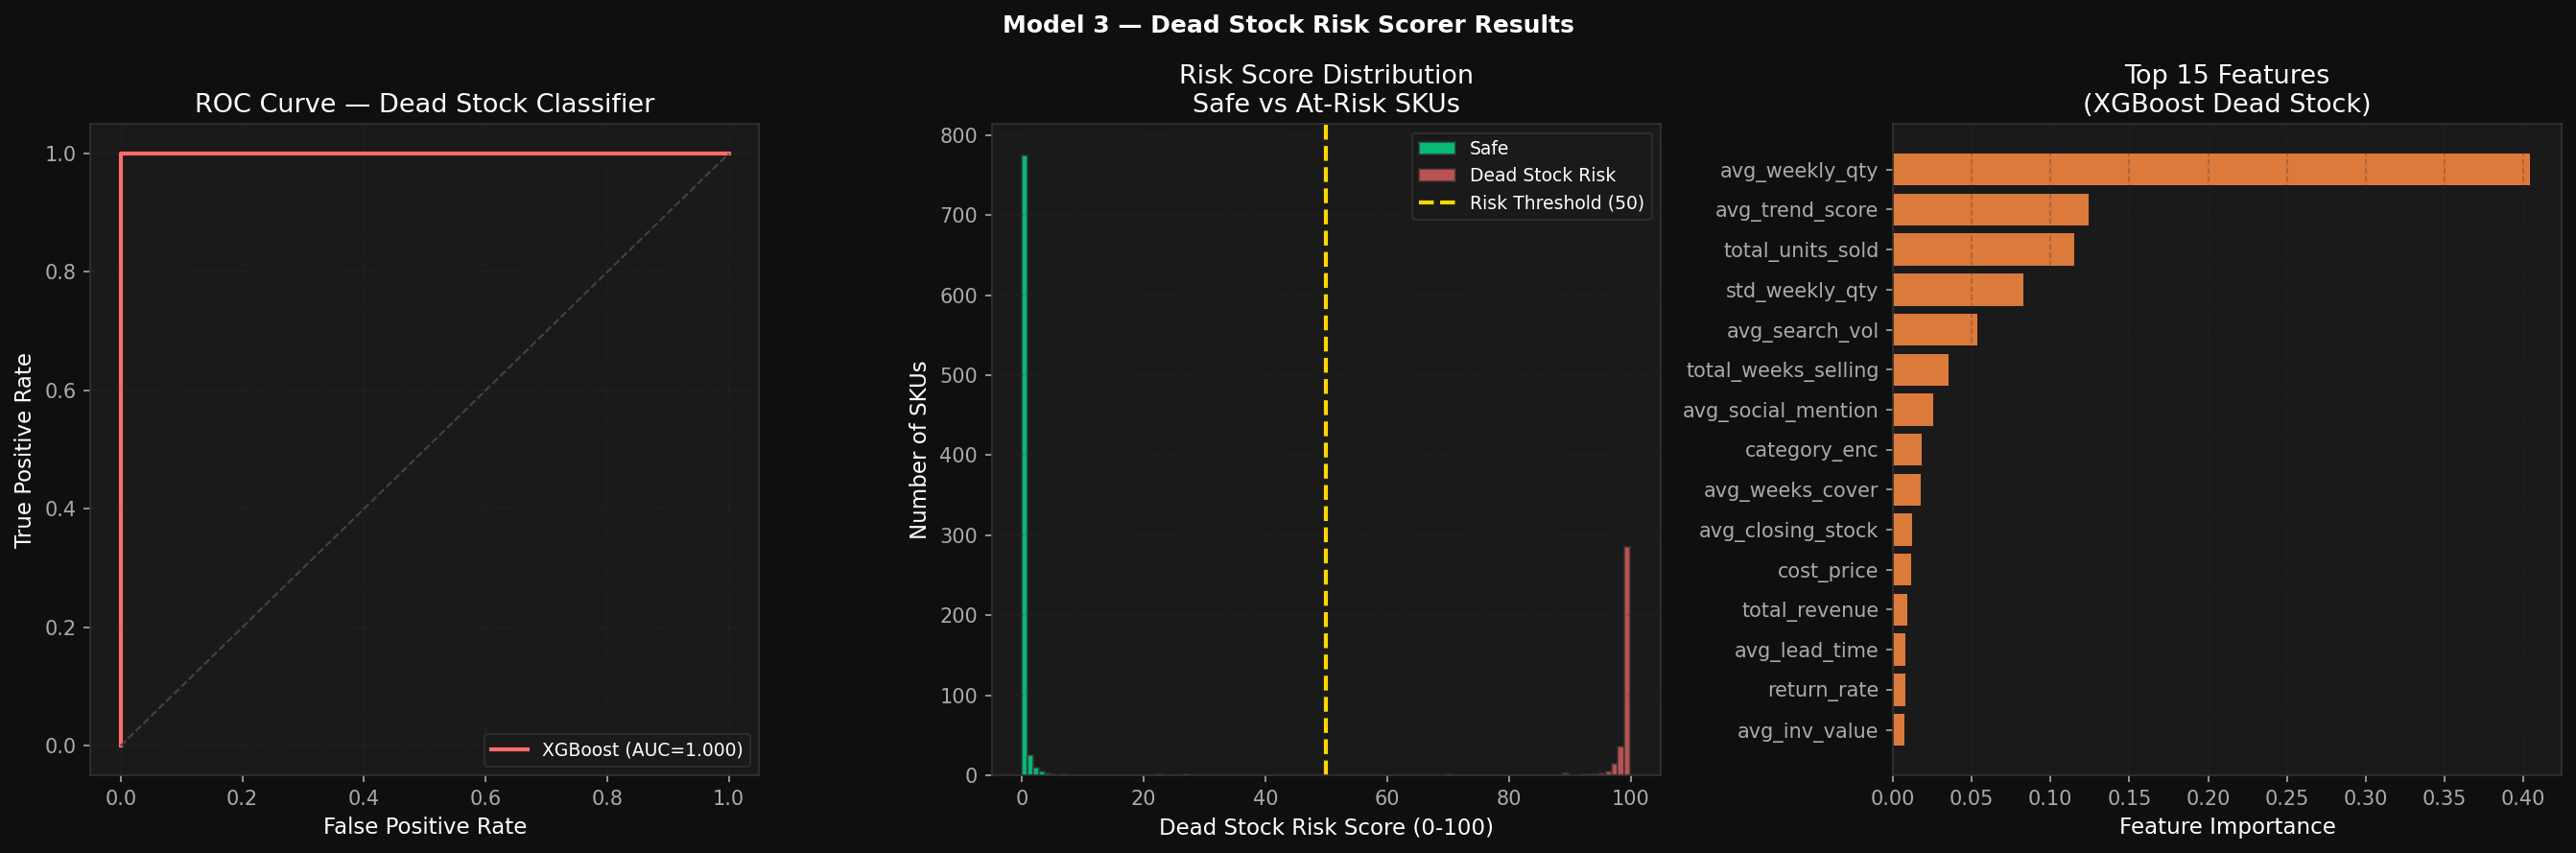 Model 3 — Dead Stock Risk Scorer Results
ROC Curve — Dead Stock Classifier
1.0
0.8
0.6
0.4
0.2
0.0
True Positive Rate
0.0 0.2 0.4 0.6 0.8 1.0
False Positive Rate
XGBoost (AUC=1.000)
Risk Score Distribution
Safe vs At-Risk SKUs
800
700
600
500
400
300
200
100
0
Number of SKUs
0 20 40 60 80 100
Dead Stock Risk Score (0-100)
Safe
Dead Stock Risk
Risk Threshold (50)
Top 15 Features
(XGBoost Dead Stock)
avg_weekly_qty
avg_trend_score
total_units_sold
std_weekly_qty
avg_search_vol
total_weeks_selling
avg_social_mention
category_enc
avg_weeks_cover
avg_closing_stock
cost_price
total_revenue
avg_lead_time
return_rate
avg_inv_value
0.00 0.05 0.10 0.15 0.20 0.25 0.30 0.35 0.40
Feature Importance